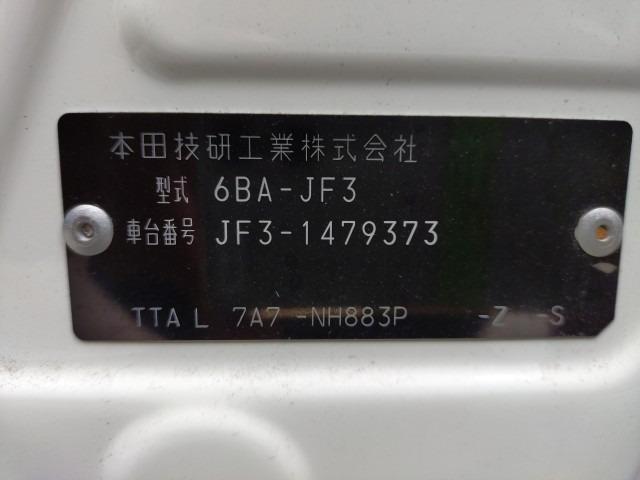 本田技研工業株式会社
型式 6BA-JF3
車台番号 JF3-1479373
TTA L 7A7 -NH883P -Z -S